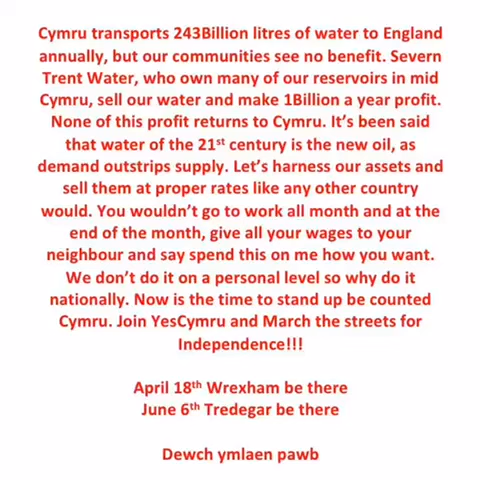 Cymru transports 243Billion litres of water to England
annually, but our communities see no benefit. Severn
Trent Water, who own many of our reservoirs in mid
Cymru, sell our water and make 1Billion a year profit.
None of this profit returns to Cymru. It’s been said
that water of the 21st century is the new oil, as
demand outstrips supply. Let’s harness our assets and
sell them at proper rates like any other country
would. You wouldn’t go to work all month and at the
end of the month, give all your wages to your
neighbour and say spend this on me how you want.
We don’t do it on a personal level so why do it
nationally. Now is the time to stand up be counted
Cymru. Join YesCymru and March the streets for
Independence!!!
April 18th Wrexham be there
June 6th Tredegar be there
Dewch ymlaen pawb